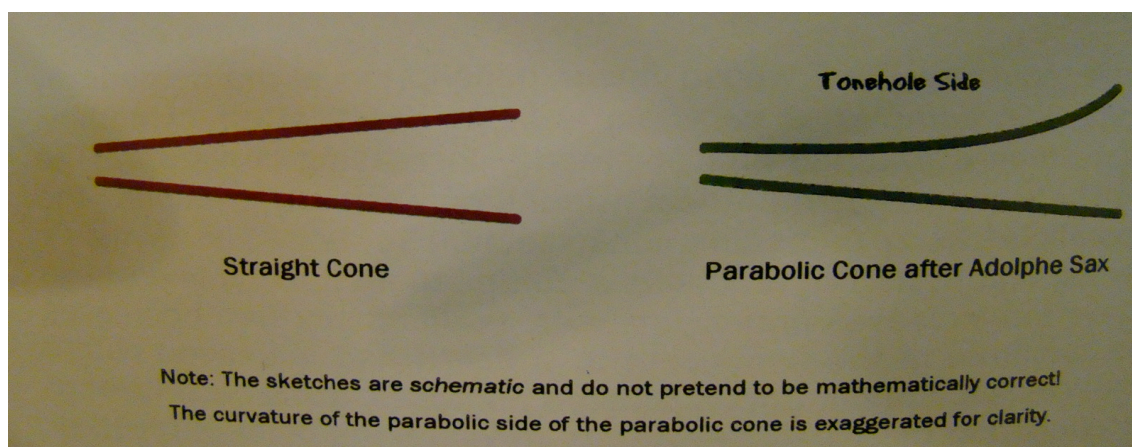 Tonehole Side
Straight Cone
Parabolic Cone after Adolphe Sax
Note: The sketches are schematic and do not pretend to be mathematically correct!
The curvature of the parabolic side of the parabolic cone is exaggerated for clarity.